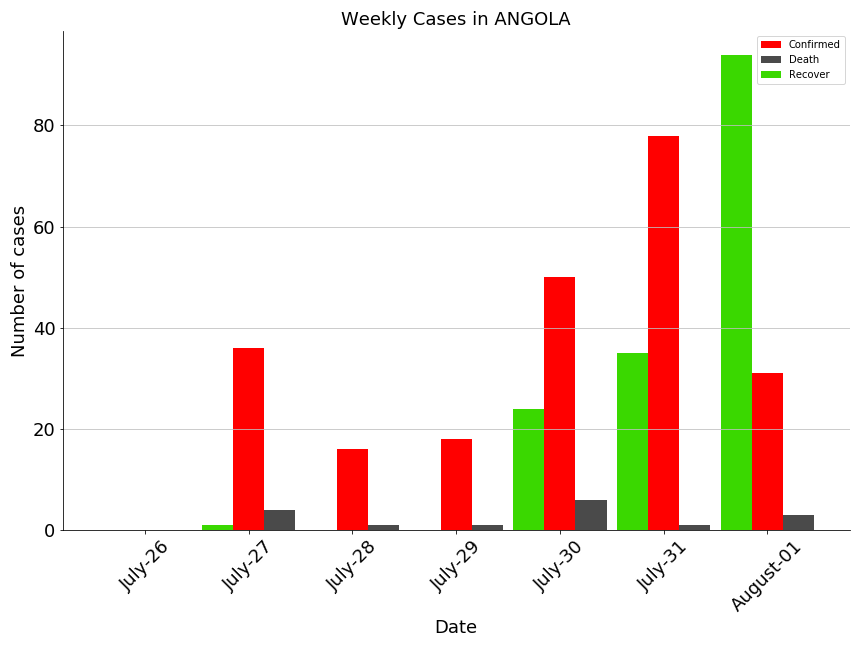 Weekly Cases in ANGOLA
Confirmed
Death
Recover
Number of cases
80
60
40
20
0
July-26
July-27
July-28
July-29
July-30
July-31
August-01
Date